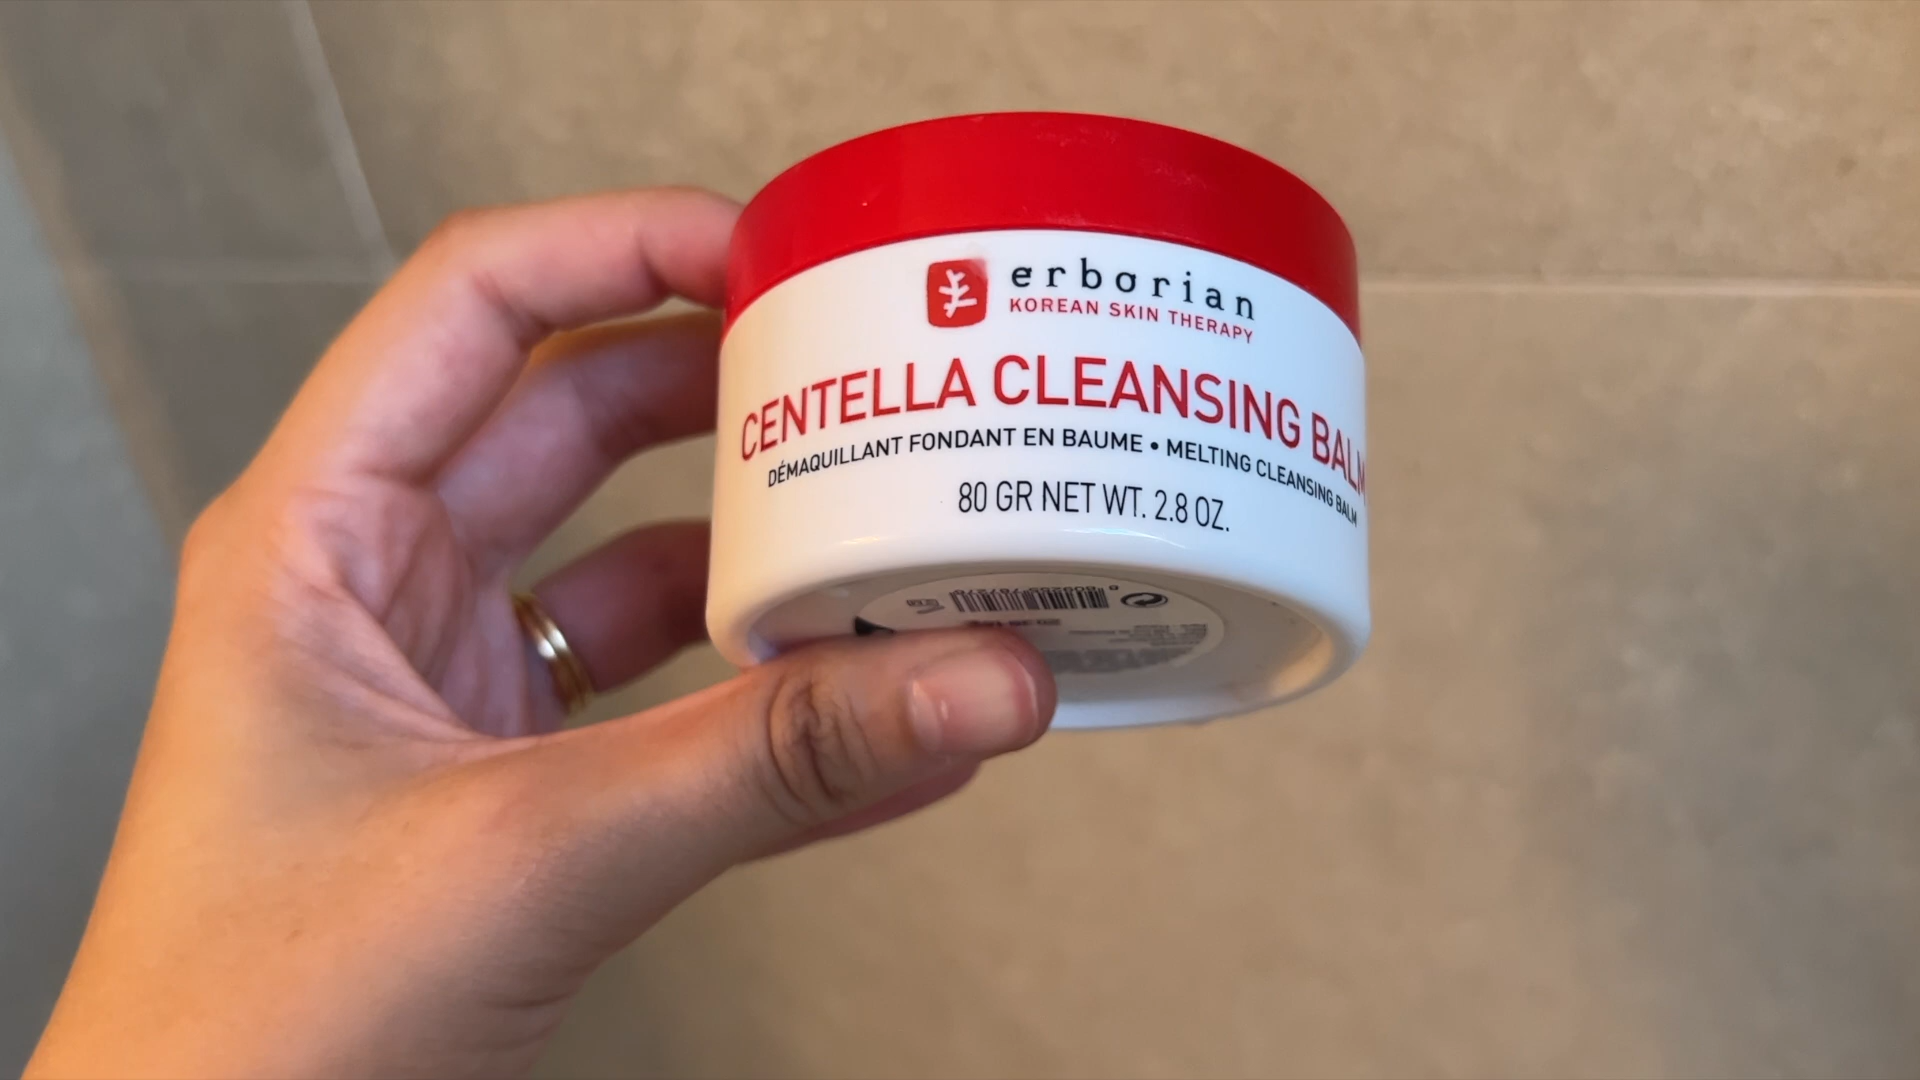 erborian
KOREAN SKIN THERAPY
CENTELLA CLEANSING BALM
DÉMAQUILLANT FONDANT EN BAUME • MELTING CLEANSING BALM
80 GR NET WT. 2.8 OZ.